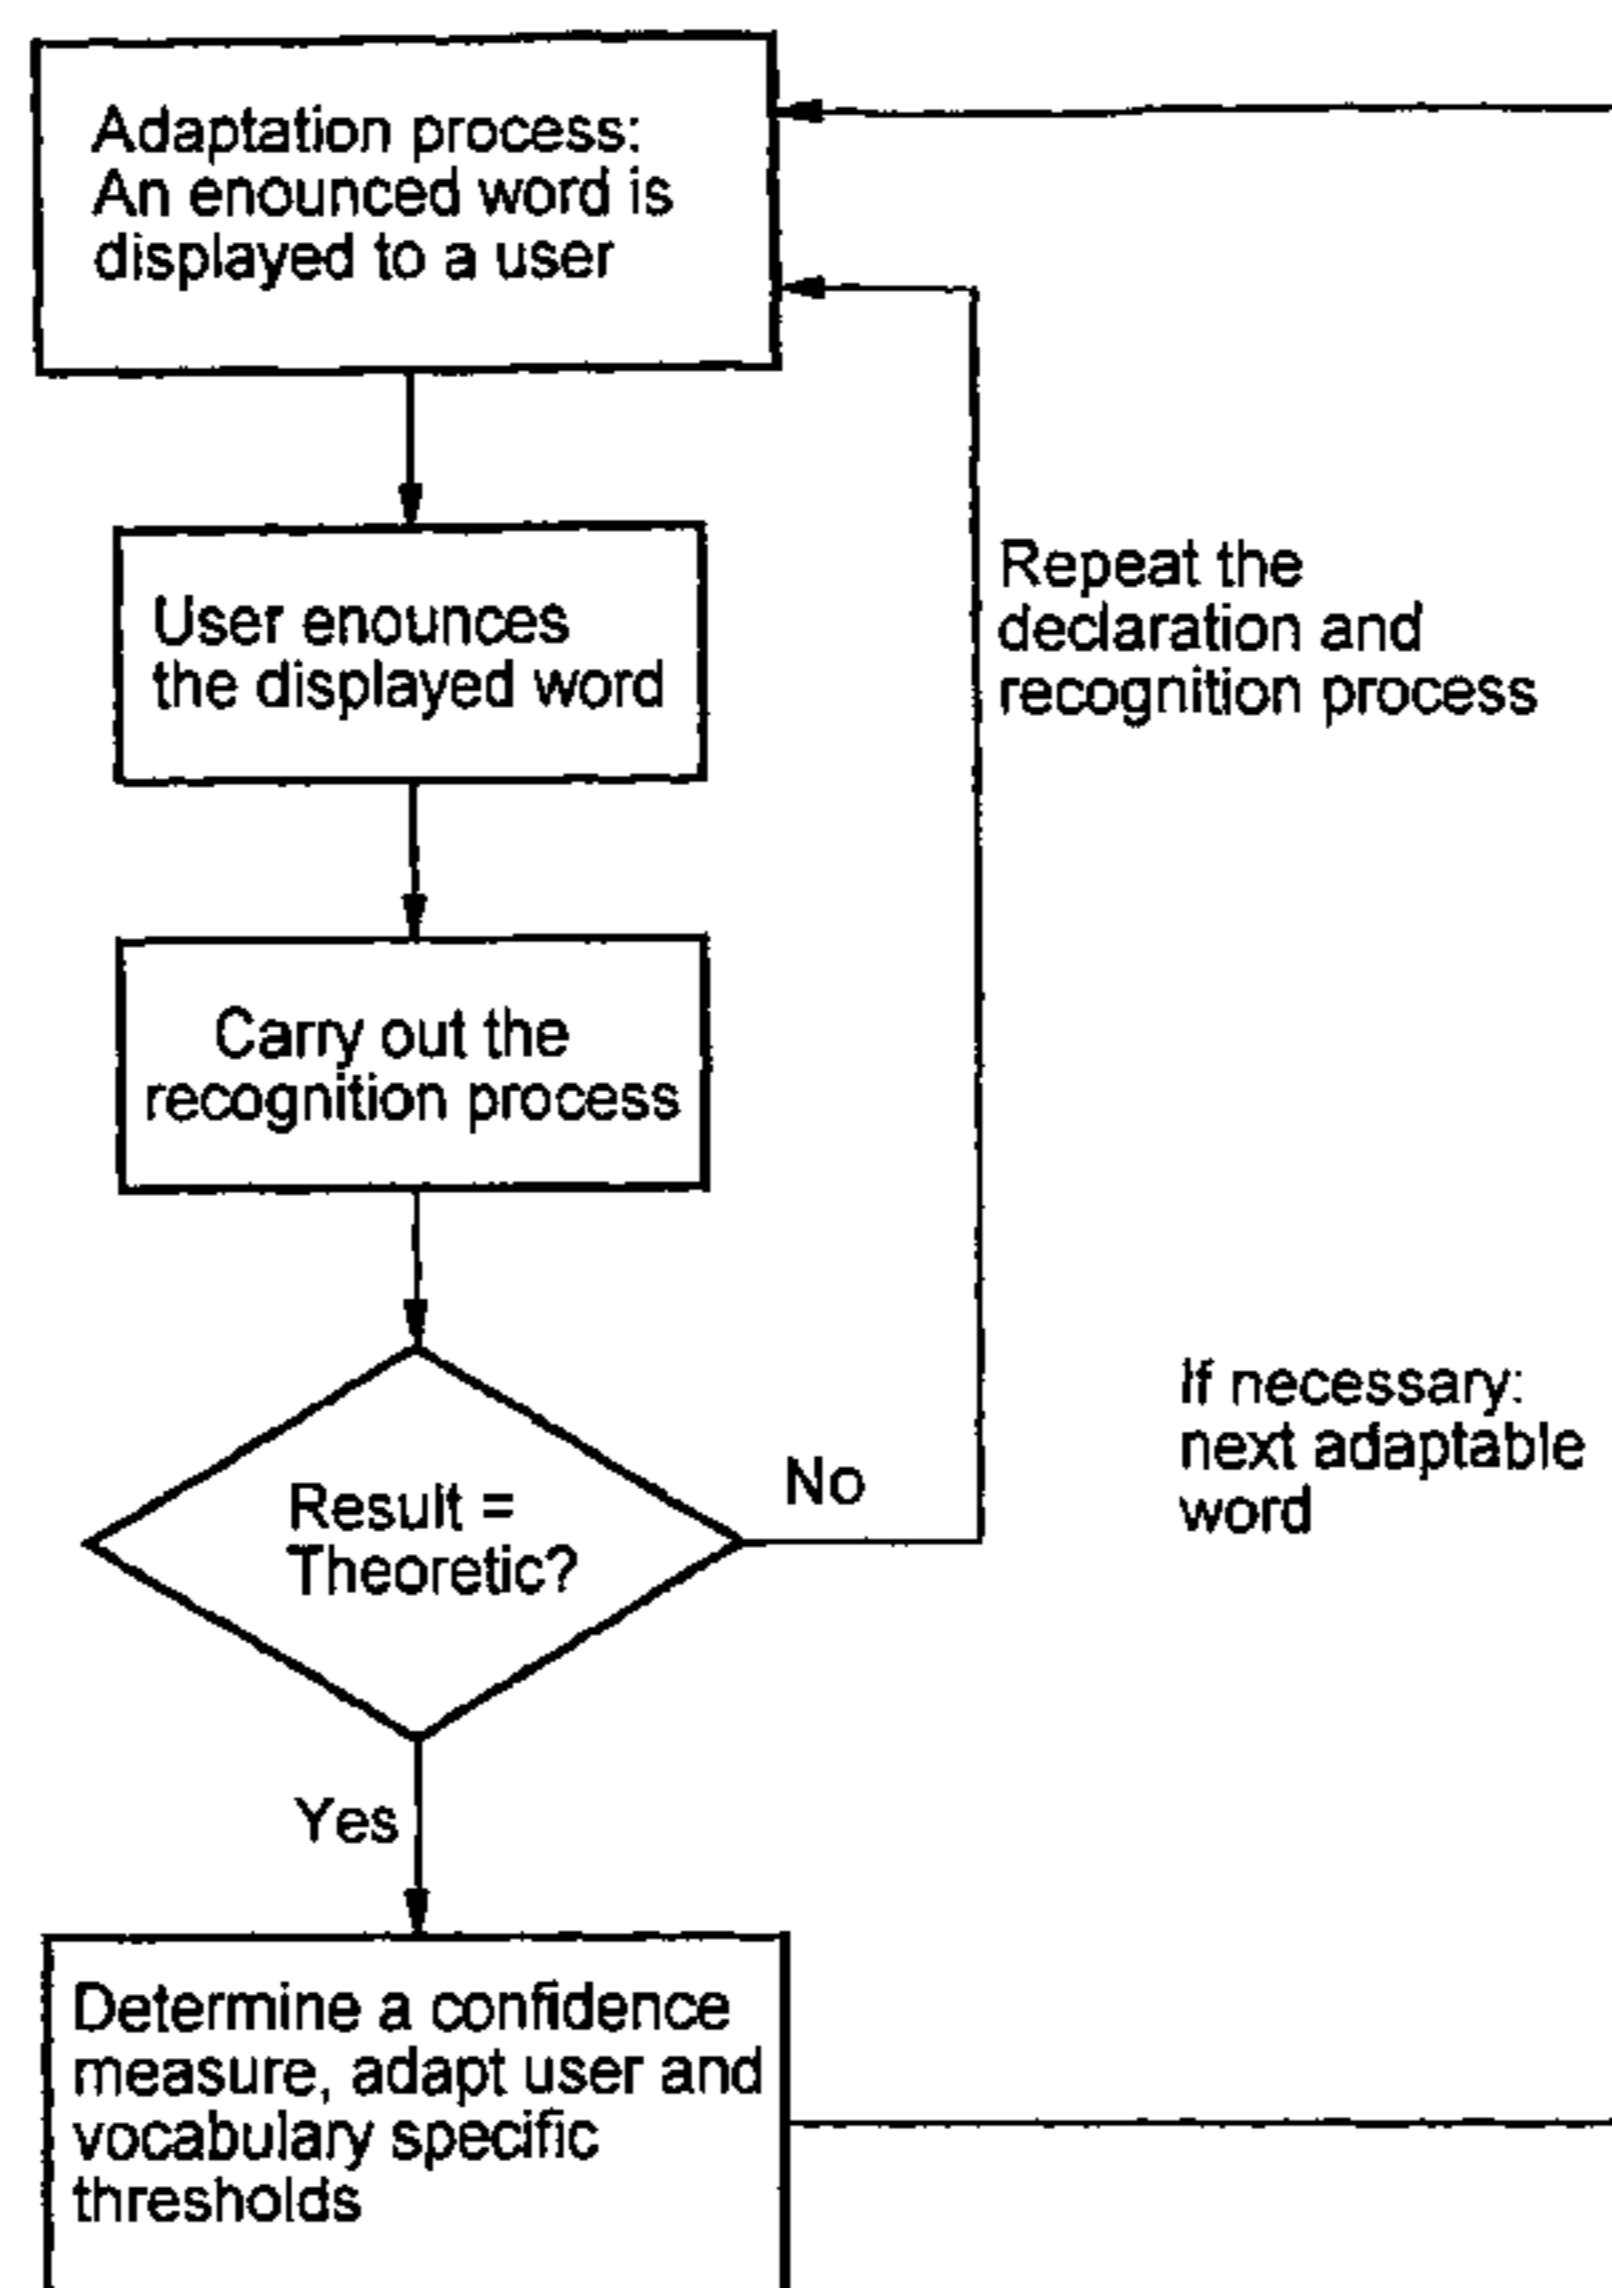 Adaptation process:
An enounced word is
displayed to a user
User enounces
the displayed word
Repeat the
declaration and
recognition process
Carry out the
recognition process
If necessary:
next adaptable
word
No
Result =
Theoretic?
Yes
Determine a confidence
measure, adapt user and
vocabulary specific
thresholds